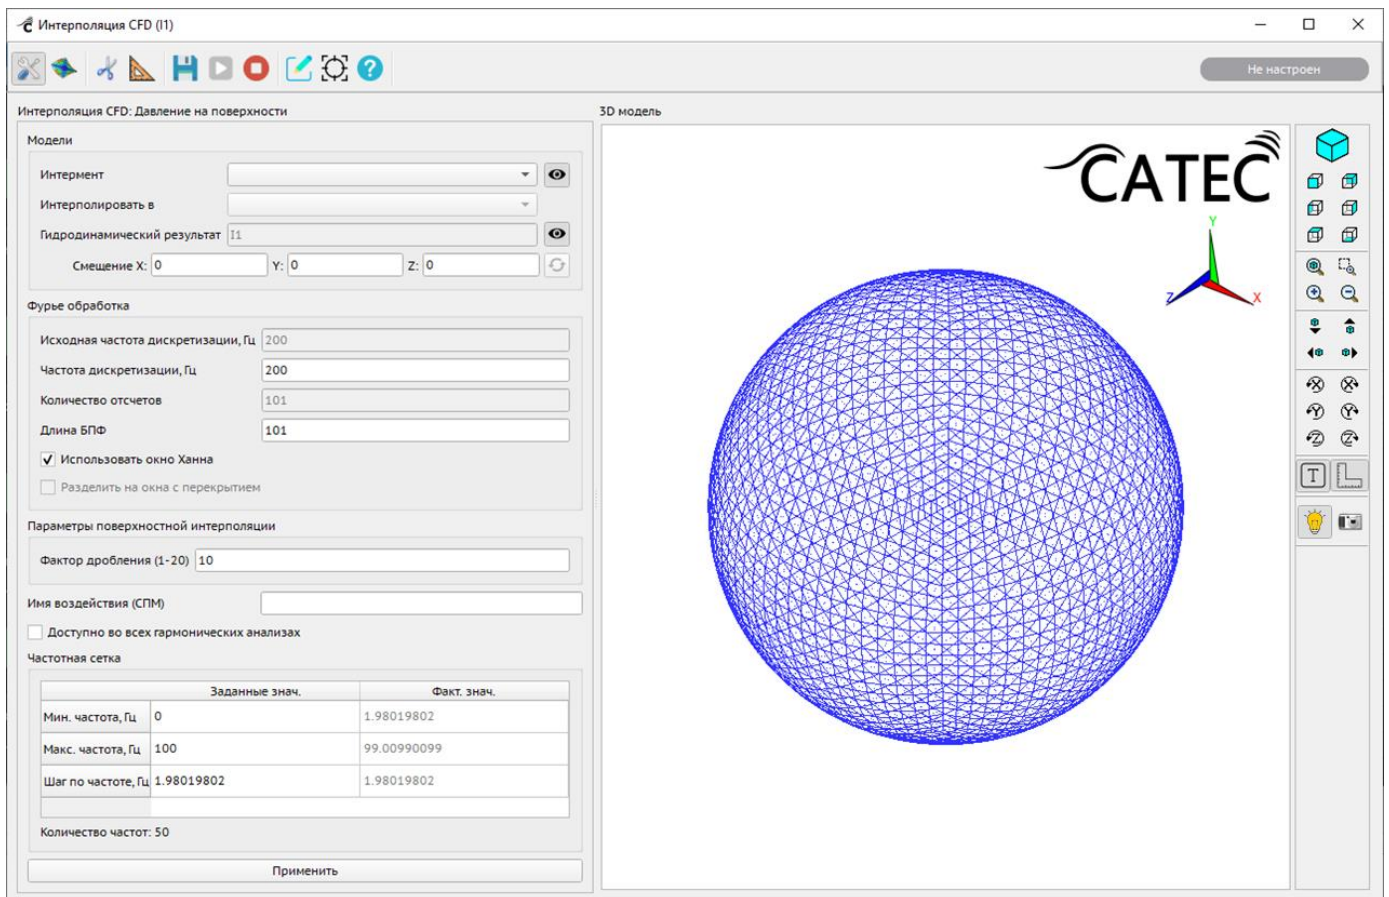 Интерполяция CFD (I1)
Не настроен
Интерполяция CFD: Давление на поверхности
Модели
Интермент
Интерполировать в
Гидродинамический результат I1
Смещение X: 0 Y: 0 Z: 0
Фурье обработка
Исходная частота дискретизации, Гц 200
Частота дискретизации, Гц 200
Количество отсчетов 101
Длина БПФ 101
Использовать окно Ханна
Разделить на окна с перекрытием
Параметры поверхностной интерполяции
Фактор дробления (1-20) 10
Имя воздействия (СПМ)
Доступно во всех гармонических анализах
Частотная сетка
Заданные знач. Факт. знач.
Мин. частота, Гц 0 1.98019802
Макс. частота, Гц 100 99.00990099
Шаг по частоте, Гц 1.98019802 1.98019802
Количество частот: 50
Применить
3D модель
CATEC
Y
Z X
X X
Y Y
Z Z
T